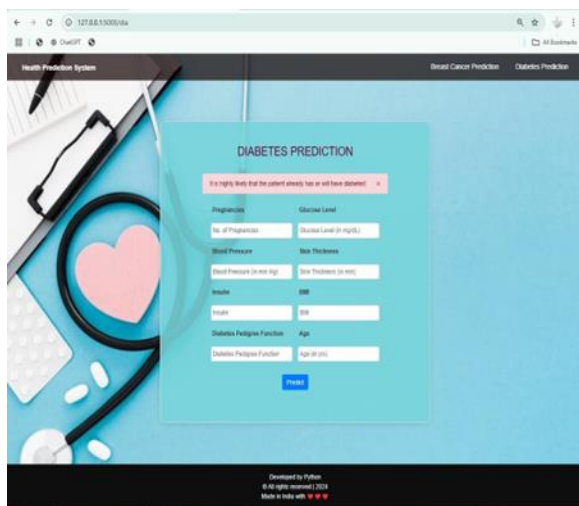 127.0.0.1:5000/dia
ChatGPT
All Bookmarks
Health Prediction System
Breast Cancer Prediction Diabetes Prediction
DIABETES PREDICTION
It is highly likely that the patient already has or will have diabetes!
×
Pregnancies Glucose Level
No. of Pregnancies Glucose Level (in mg/dL)
Blood Pressure Skin Thickness
Blood Pressure (in mm Hg) Skin Thickness (in mm)
Insulin BMI
Insulin BMI
Diabetes Pedigree Function Age
Diabetes Pedigree Function Age
Predict
Developed by Python
© All rights reserved | 2024
Made in India with ❤❤❤